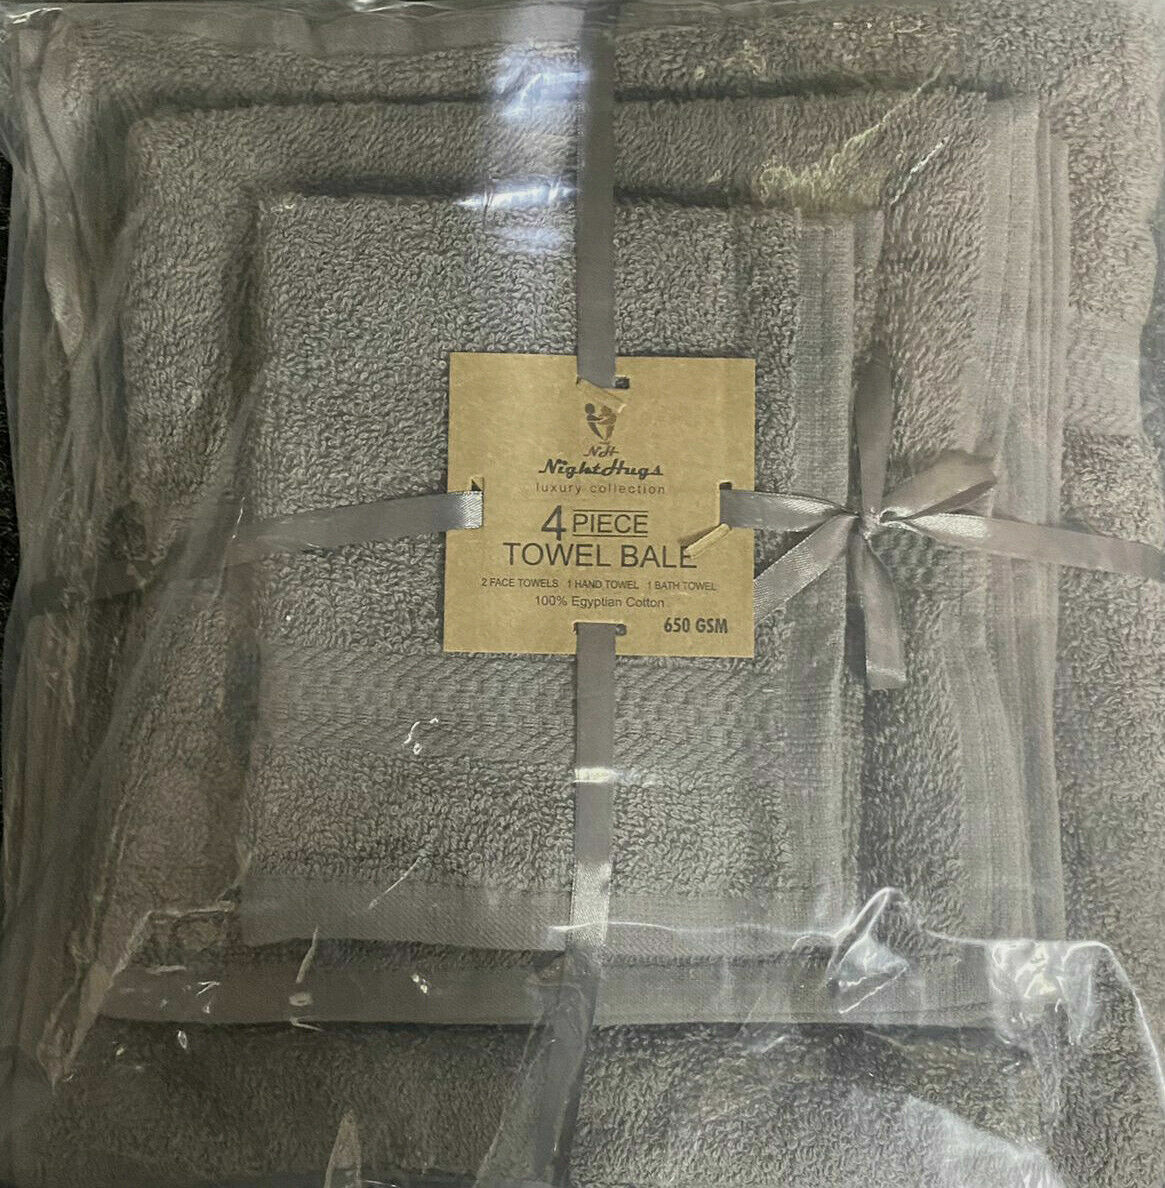 NH
NightHugs
luxury collection
4 PIECE
TOWEL BALE
2 FACE TOWELS 1 HAND TOWEL 1 BATH TOWEL
100% Egyptian Cotton
650 GSM